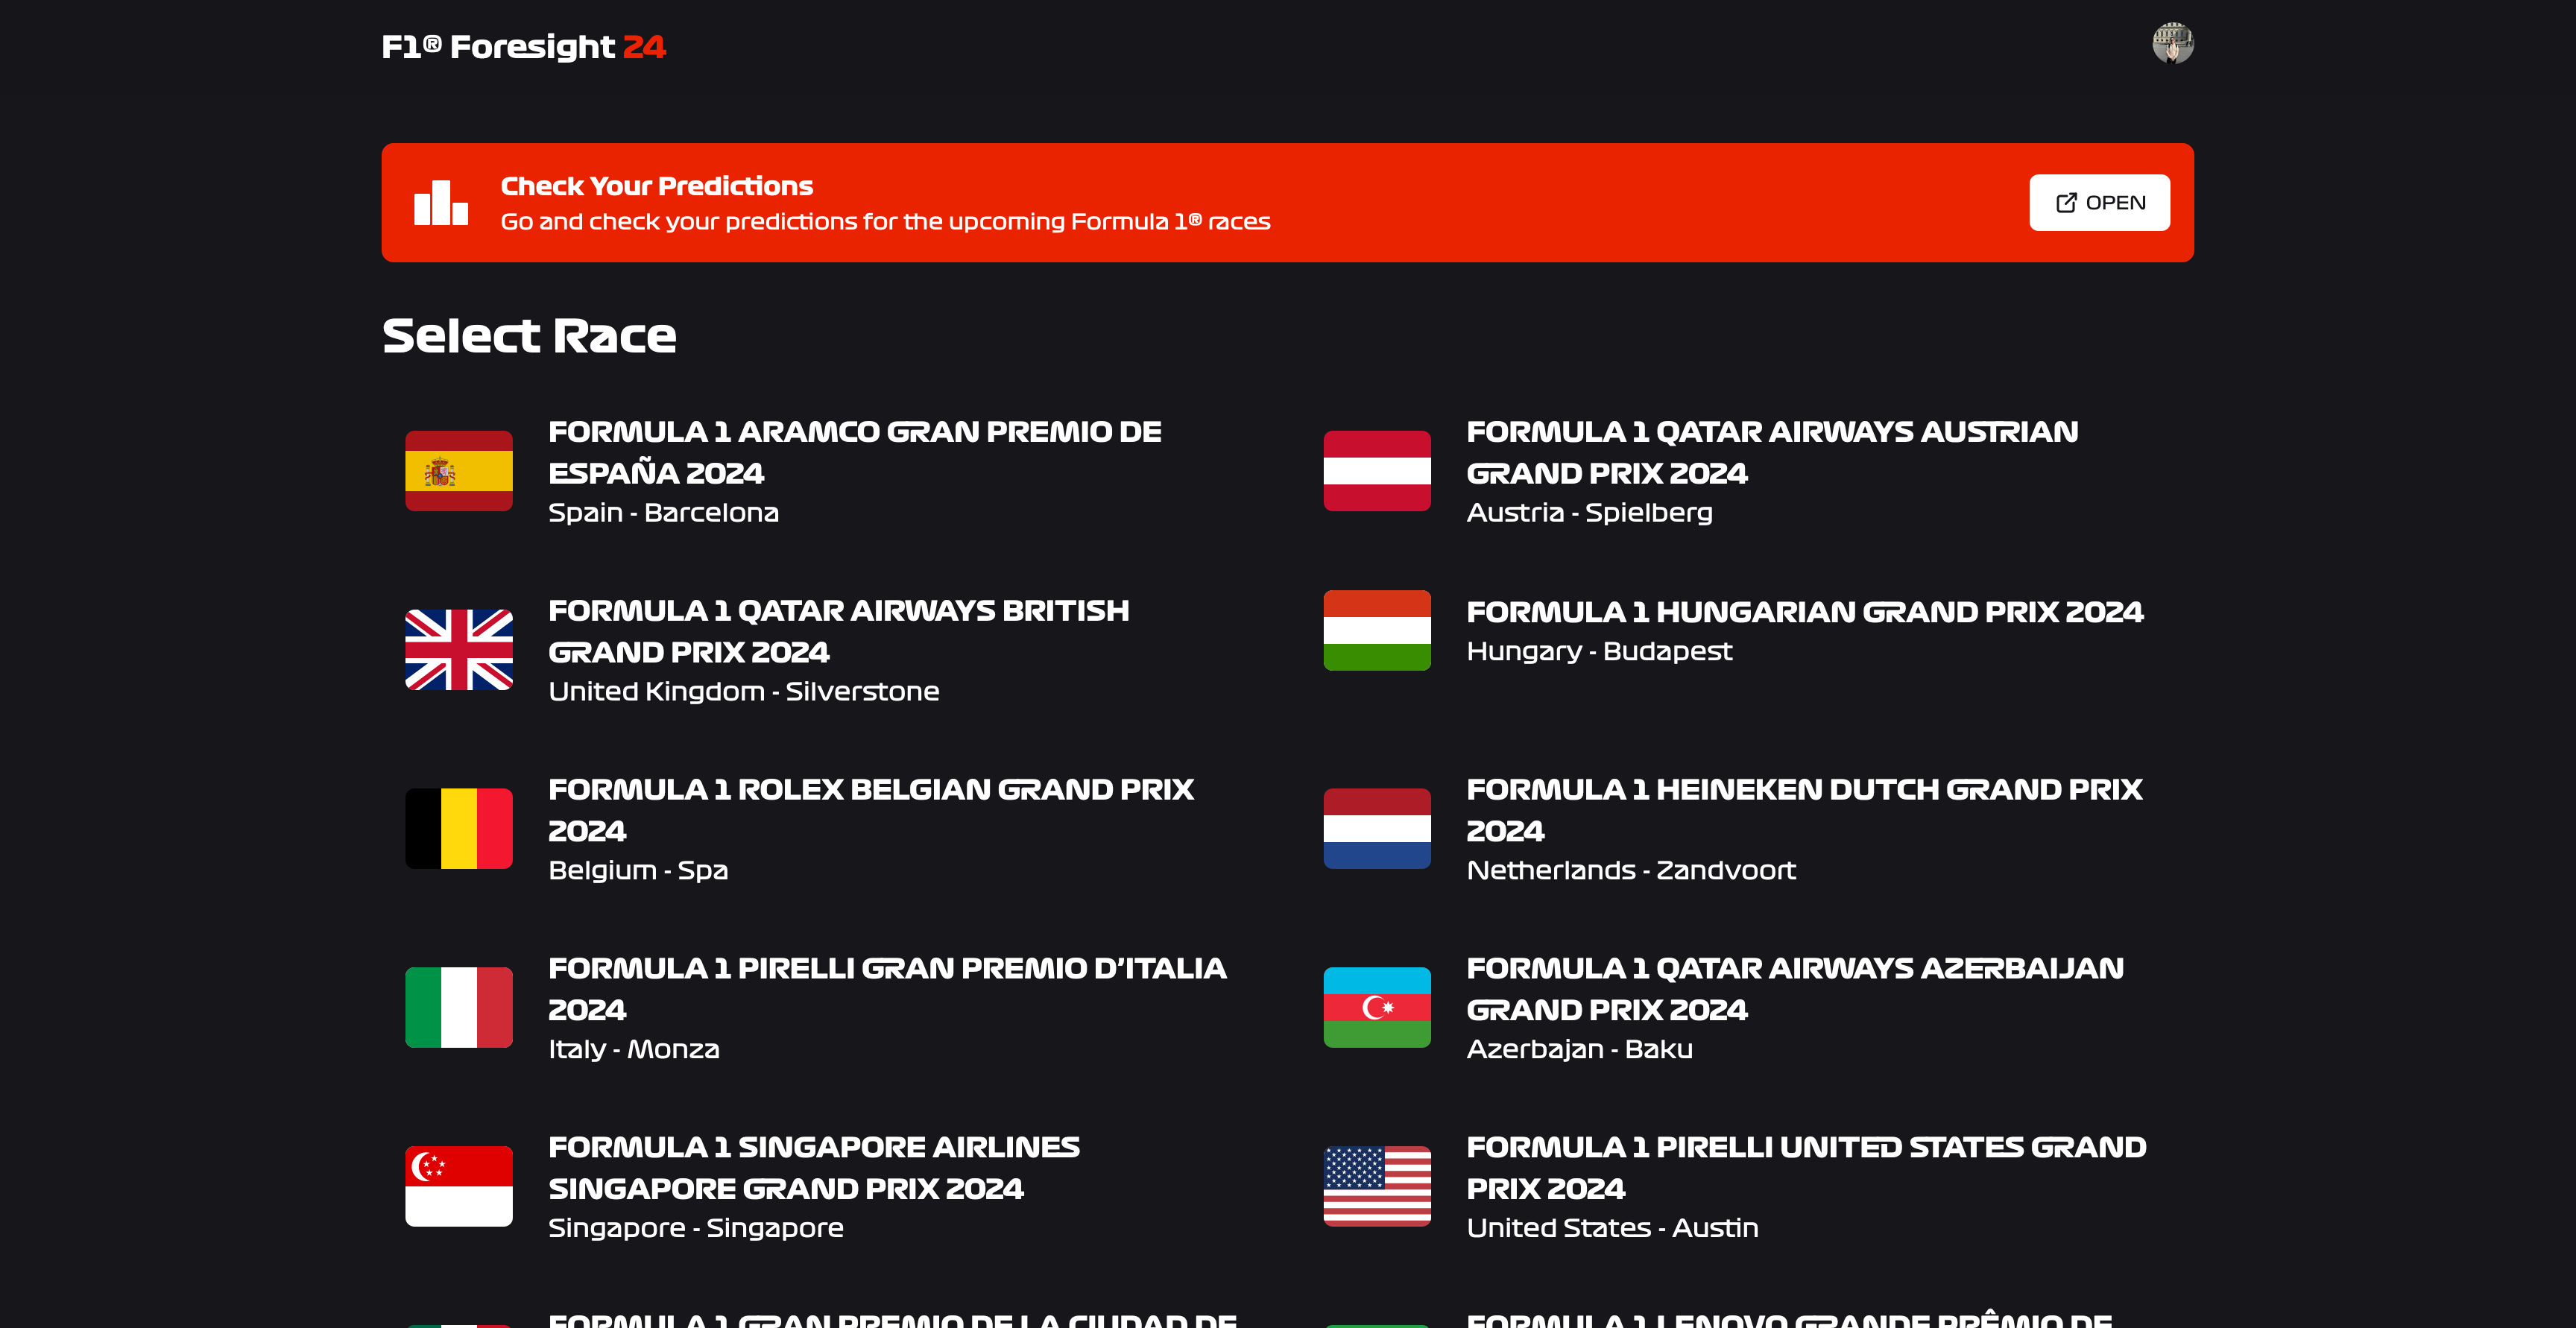 F1® Foresight 24
Check Your Predictions
Go and check your predictions for the upcoming Formula 1® races
OPEN
Select Race
FORMULA 1 ARAMCO GRAN PREMIO DE
ESPAÑA 2024
Spain - Barcelona
FORMULA 1 QATAR AIRWAYS AUSTRIAN
GRAND PRIX 2024
Austria - Spielberg
FORMULA 1 QATAR AIRWAYS BRITISH
GRAND PRIX 2024
United Kingdom - Silverstone
FORMULA 1 HUNGARIAN GRAND PRIX 2024
Hungary - Budapest
FORMULA 1 ROLEX BELGIAN GRAND PRIX
2024
Belgium - Spa
FORMULA 1 HEINEKEN DUTCH GRAND PRIX
2024
Netherlands - Zandvoort
FORMULA 1 PIRELLI GRAN PREMIO D’ITALIA
2024
Italy - Monza
FORMULA 1 QATAR AIRWAYS AZERBAIJAN
GRAND PRIX 2024
Azerbajan - Baku
FORMULA 1 SINGAPORE AIRLINES
SINGAPORE GRAND PRIX 2024
Singapore - Singapore
FORMULA 1 PIRELLI UNITED STATES GRAND
PRIX 2024
United States - Austin
FORMULA 1 GRAN PREMIO DE LA CIUDAD DE
FORMULA 1 LENOVO GRANDE PRÊMIO DE